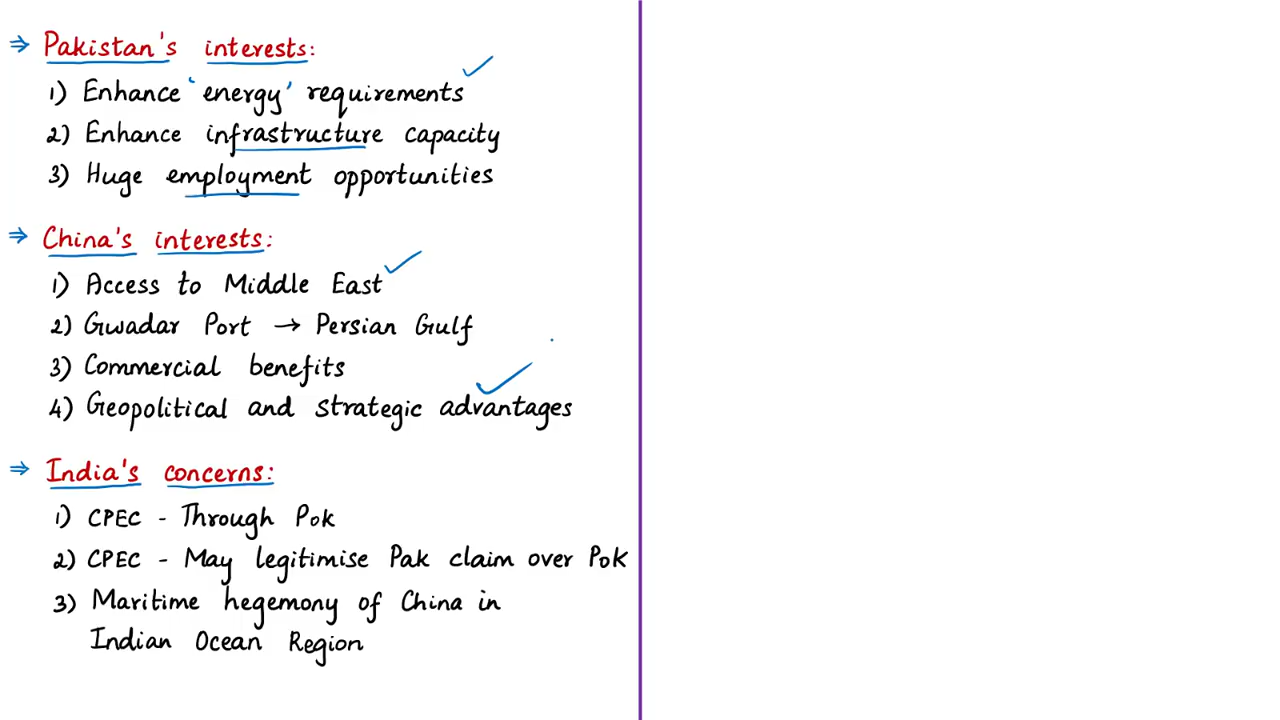 ⇒ Pakistan's interests:
1) Enhance 'energy' requirements ✓
2) Enhance infrastructure capacity
3) Huge employment opportunities
⇒ China's interests:
1) Access to Middle East ✓
2) Gwadar Port → Persian Gulf
3) Commercial benefits
4) Geopolitical and strategic advantages ✓
⇒ India's concerns:
1) CPEC - Through Pok
2) CPEC - May legitimise Pak claim over Pok
3) Maritime hegemony of China in
Indian Ocean Region